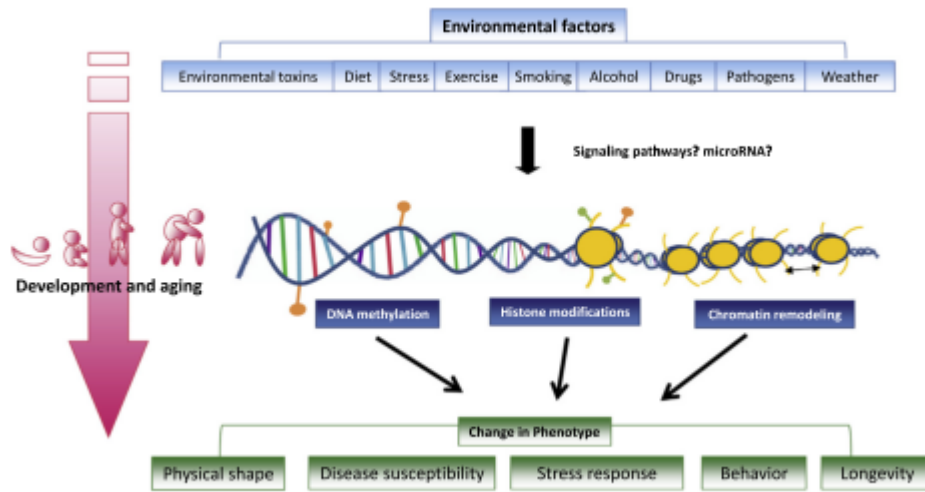 Environmental factors
Environmental toxins Diet Stress Exercise Smoking Alcohol Drugs Pathogens Weather
Signaling pathways? microRNA?
Development and aging
DNA methylation Histone modifications Chromatin remodeling
Change in Phenotype
Physical shape Disease susceptibility Stress response Behavior Longevity